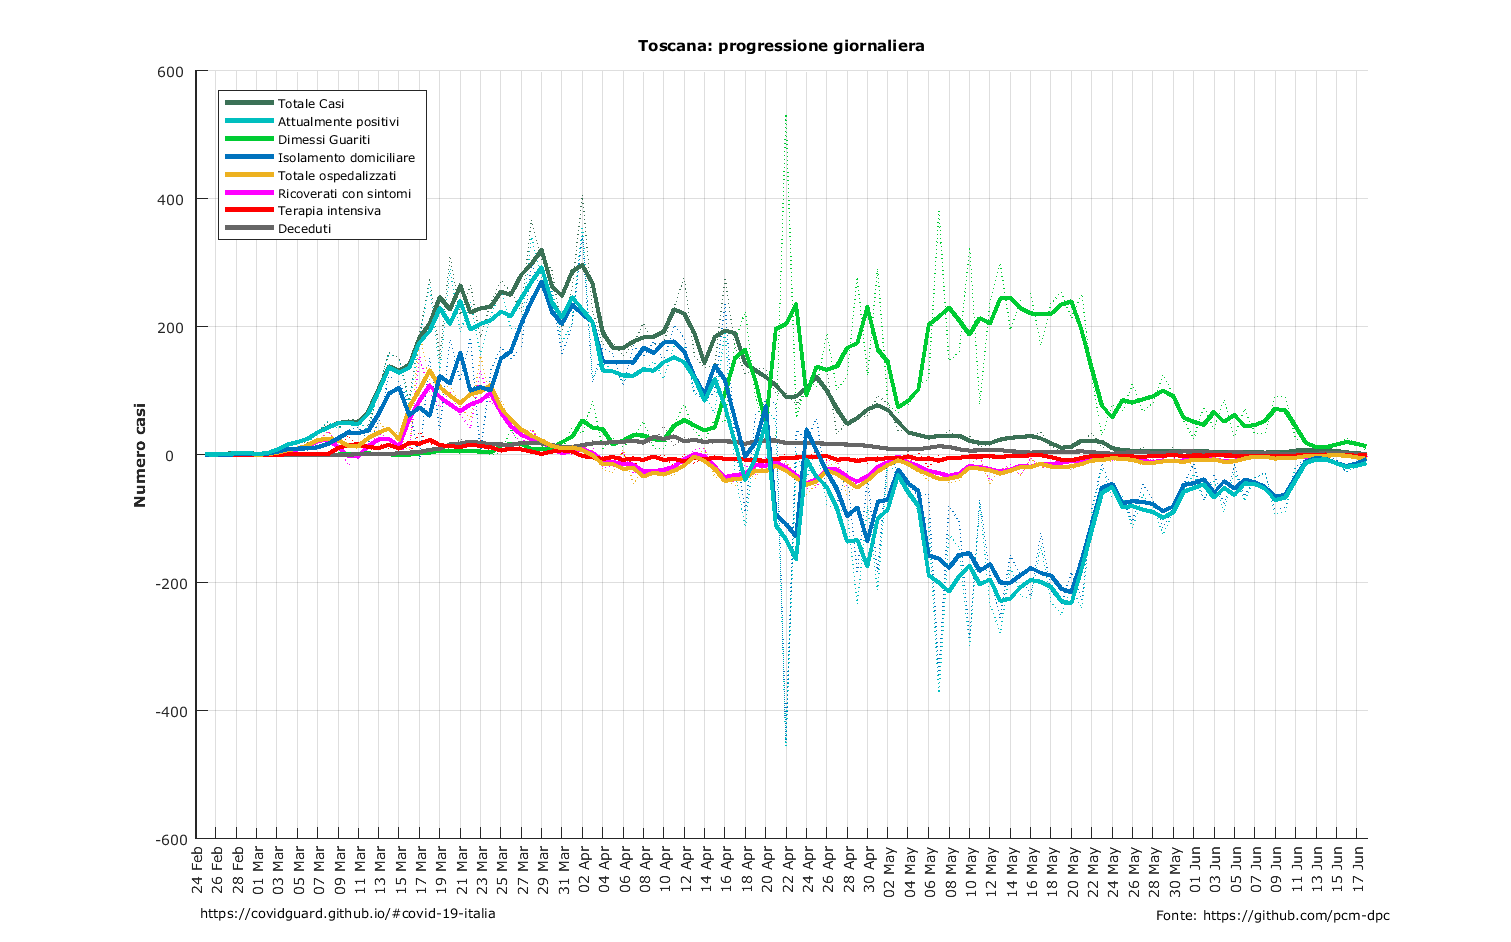 Toscana: progressione giornaliera
600
400
200
0
-200
-400
-600
Numero casi
Totale Casi
Attualmente positivi
Dimessi Guariti
Isolamento domiciliare
Totale ospedalizzati
Ricoverati con sintomi
Terapia intensiva
Deceduti
24 Feb
26 Feb
28 Feb
01 Mar
03 Mar
05 Mar
07 Mar
09 Mar
11 Mar
13 Mar
15 Mar
17 Mar
19 Mar
21 Mar
23 Mar
25 Mar
27 Mar
29 Mar
31 Mar
02 Apr
04 Apr
06 Apr
08 Apr
10 Apr
12 Apr
14 Apr
16 Apr
18 Apr
20 Apr
22 Apr
24 Apr
26 Apr
28 Apr
30 Apr
02 May
04 May
06 May
08 May
10 May
12 May
14 May
16 May
18 May
20 May
22 May
24 May
26 May
28 May
30 May
01 Jun
03 Jun
05 Jun
07 Jun
09 Jun
11 Jun
13 Jun
15 Jun
17 Jun
https://covidguard.github.io/#covid-19-italia
Fonte: https://github.com/pcm-dpc